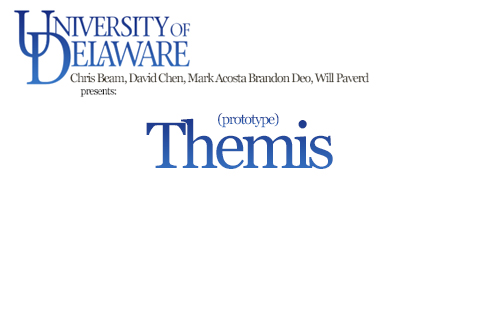 UNIVERSITY OF
DELAWARE
Chris Beam, David Chen, Mark Acosta Brandon Deo, Will Paverd
presents:
(prototype)
Themis